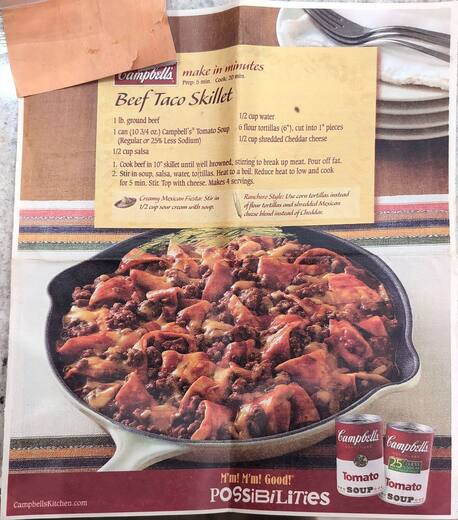 Campbell's make in minutes
Prep: 5 min. Cook: 20 min.
Beef Taco Skillet
1 lb. ground beef
1 can (10 3/4 oz.) Campbell's® Tomato Soup
(Regular or 25% Less Sodium)
1/2 cup salsa
1/2 cup water
6 flour tortillas (6"), cut into 1" pieces
1/2 cup shredded Cheddar cheese
1. Cook beef in 10" skillet until well browned, stirring to break up meat. Pour off fat.
2. Stir in soup, salsa, water, tortillas. Heat to a boil. Reduce heat to low and cook
for 5 min. Stir. Top with cheese. Makes 4 servings.
Creamy Mexican Fiesta: Stir in
1/2 cup sour cream with soup.
Ranchero Style: Use corn tortillas instead
of flour tortillas and shredded Mexican
cheese blend instead of Cheddar.
Campbell's
Tomato
SOUP
Campbell's
25%
Tomato
SOUP
M'm! M'm! Good!®
POSSIBILITIES
CampbellsKitchen.com